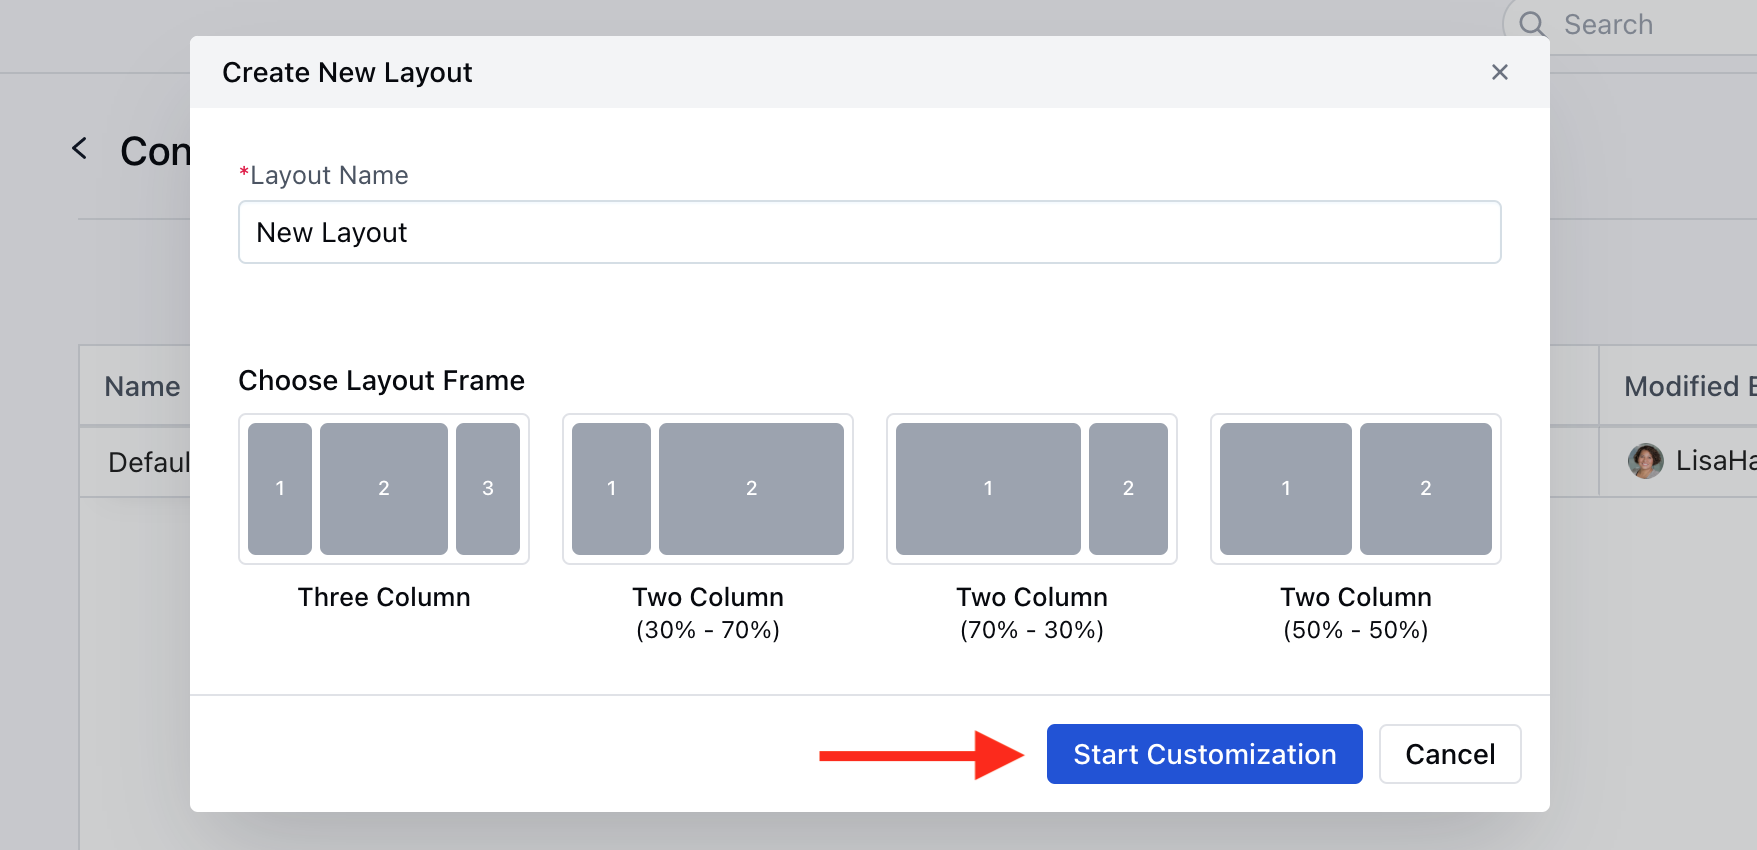 Search
Create New Layout
Con
*Layout Name
New Layout
Choose Layout Frame
Name
Modified
Defaul
LisaHa
1 2 3
1 2
1 2
1 2
Three Column
Two Column
(30% - 70%)
Two Column
(70% - 30%)
Two Column
(50% - 50%)
Start Customization
Cancel